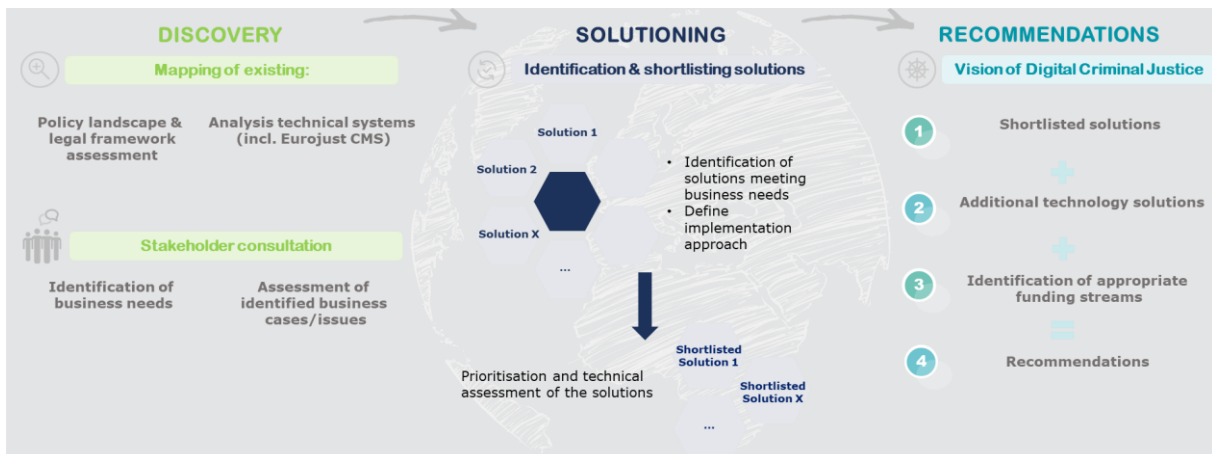 DISCOVERY
Mapping of existing:
Policy landscape &
legal framework
assessment
Analysis technical systems
(incl. Eurojust CMS)
Stakeholder consultation
Identification of
business needs
Assessment of
identified business
cases/issues
SOLUTIONING
Identification & shortlisting solutions
Solution 1
Solution 2
Solution X
...
• Identification of
solutions meeting
business needs
• Define
implementation
approach
Prioritisation and technical
assessment of the solutions
Shortlisted
Solution 1
Shortlisted
Solution X
...
RECOMMENDATIONS
Vision of Digital Criminal Justice
1
Shortlisted solutions
+
2
Additional technology solutions
+
3
Identification of appropriate
funding streams
=
4
Recommendations